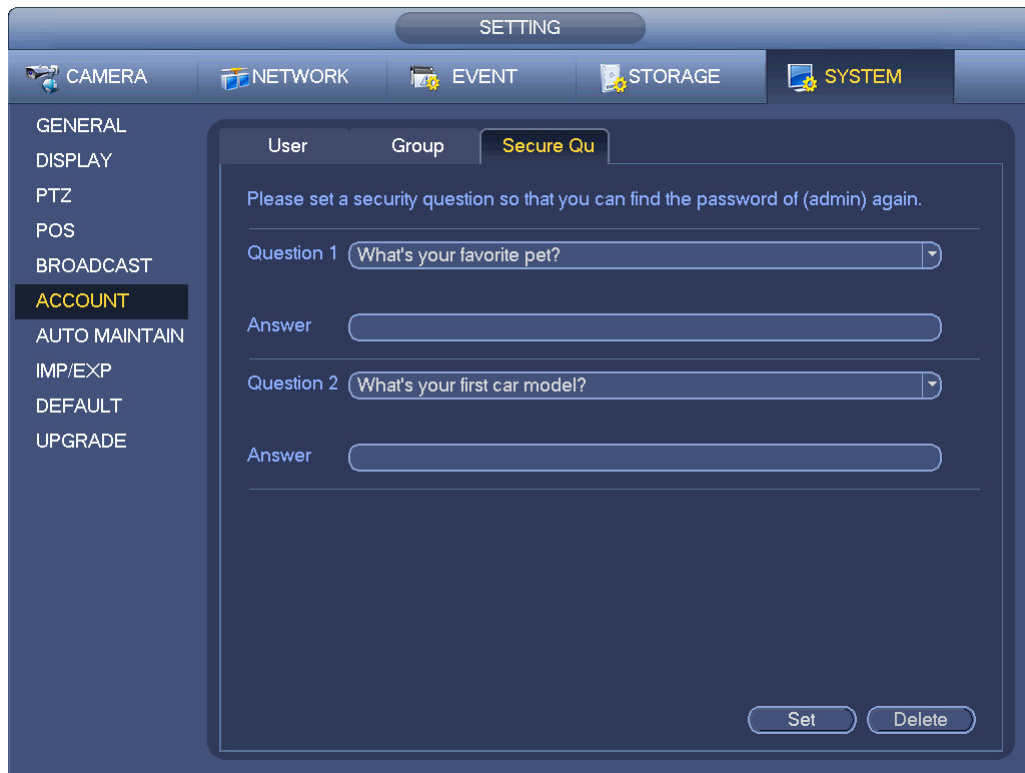 SETTING
CAMERA NETWORK EVENT STORAGE SYSTEM
GENERAL
DISPLAY
PTZ
POS
BROADCAST
ACCOUNT
AUTO MAINTAIN
IMP/EXP
DEFAULT
UPGRADE
User Group Secure Qu
Please set a security question so that you can find the password of (admin) again.
Question 1 What's your favorite pet?
Answer
Question 2 What's your first car model?
Answer
Set Delete